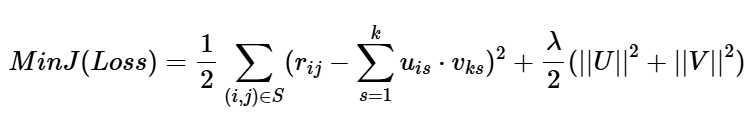 MinJ(Loss) = \frac{1}{2} \sum_{(i,j) \in S} (r_{ij} - \sum_{s=1}^{k} u_{is} \cdot v_{ks})^2 + \frac{\lambda}{2} (||U||^2 + ||V||^2)